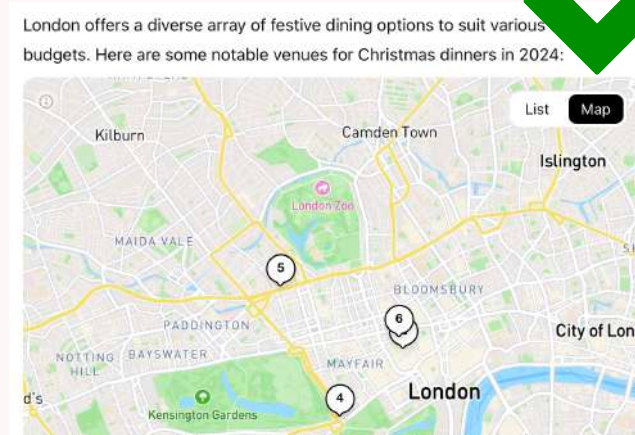 London offers a diverse array of festive dining options to suit various
budgets. Here are some notable venues for Christmas dinners in 2024:
List Map
Kilburn
Camden Town
Islington
London Zoo
MAIDA VALE
5
BLOOMSBURY
6
PADDINGTON
City of Lon
NOTTING HILL
BAYSWATER
MAYFAIR
London
d's
4
Kensington Gardens